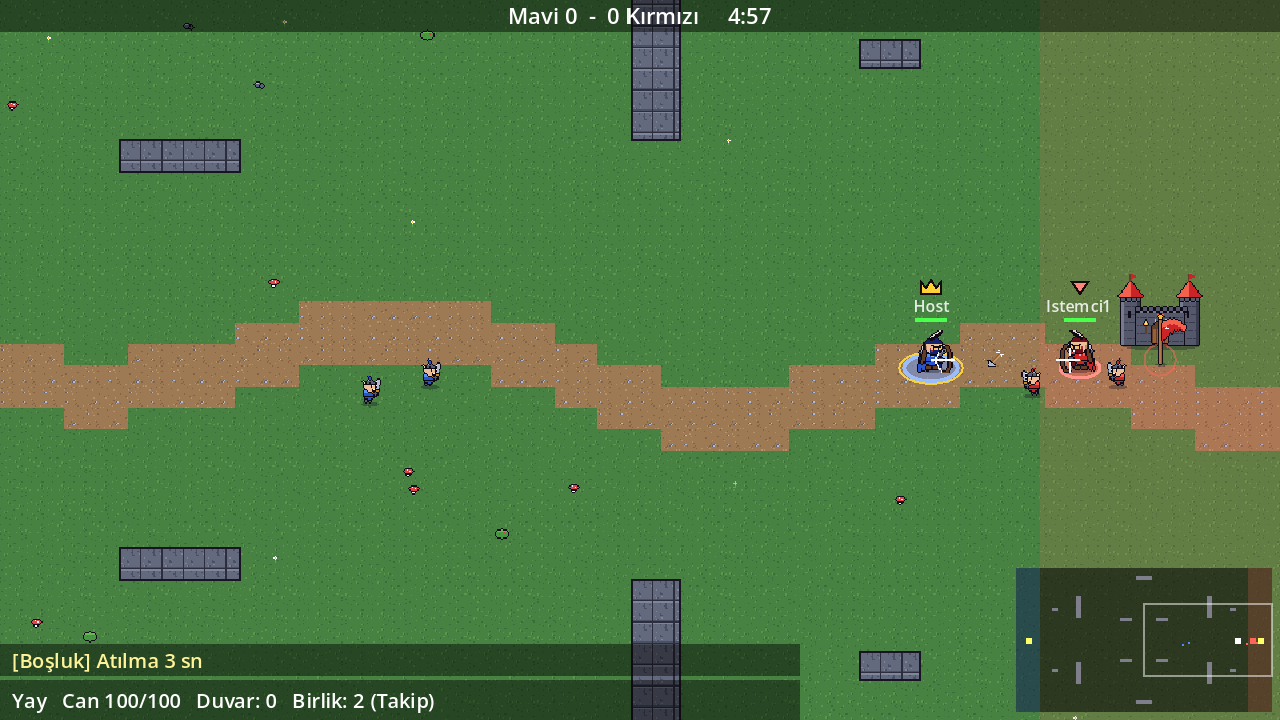 Mavi 0 - 0 Kırmızı 4:57
Host
Istemci1
[Boşluk] Atılma 3 sn
Yay Can 100/100 Duvar: 0 Birlik: 2 (Takip)